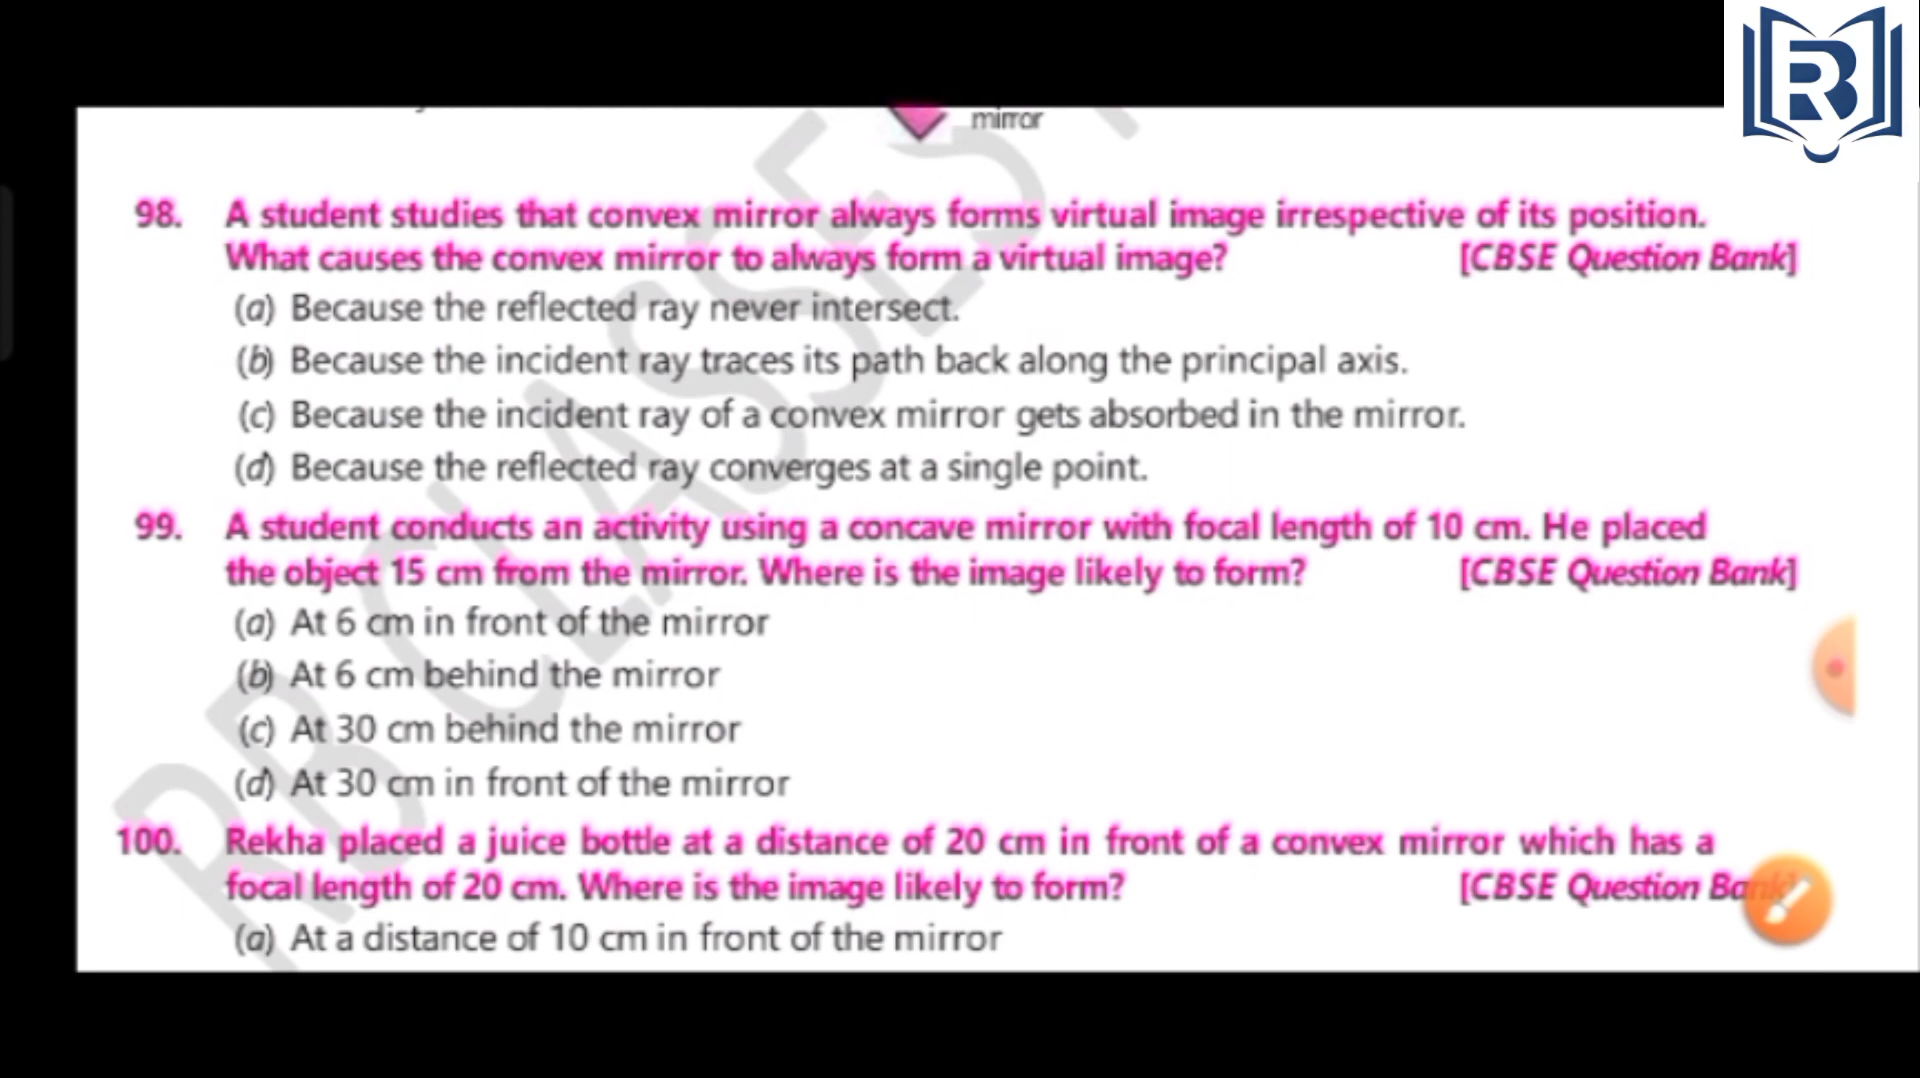 mirror
98. A student studies that convex mirror always forms virtual image irrespective of its position.
What causes the convex mirror to always form a virtual image? [CBSE Question Bank]
(a) Because the reflected ray never intersect.
(b) Because the incident ray traces its path back along the principal axis.
(c) Because the incident ray of a convex mirror gets absorbed in the mirror.
(d) Because the reflected ray converges at a single point.
99. A student conducts an activity using a concave mirror with focal length of 10 cm. He placed
the object 15 cm from the mirror. Where is the image likely to form? [CBSE Question Bank]
(a) At 6 cm in front of the mirror
(b) At 6 cm behind the mirror
(c) At 30 cm behind the mirror
(d) At 30 cm in front of the mirror
100. Rekha placed a juice bottle at a distance of 20 cm in front of a convex mirror which has a
focal length of 20 cm. Where is the image likely to form? [CBSE Question Bank]
(a) At a distance of 10 cm in front of the mirror
RB CLASSES